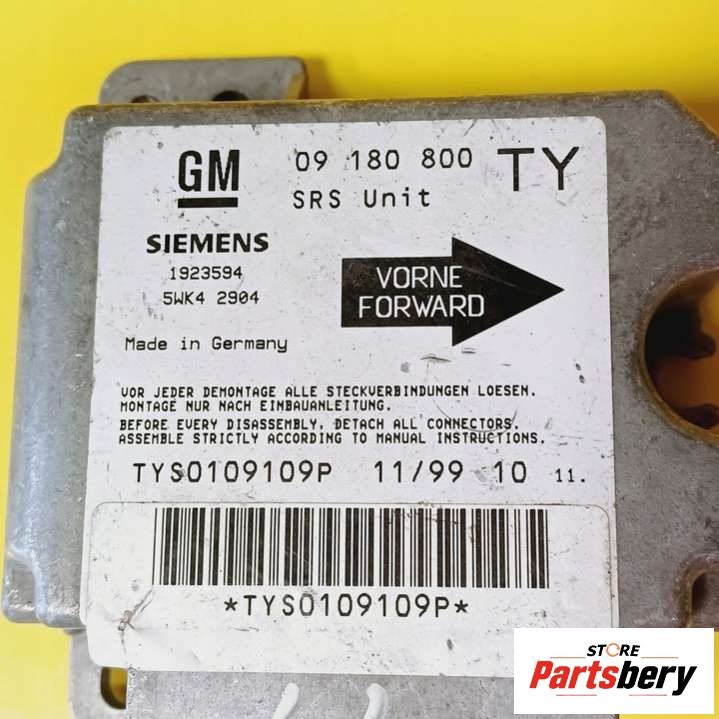 GM 09 180 800 TY
SRS Unit
SIEMENS
1923594
5WK4 2904
VORNE
FORWARD
Made in Germany
VOR JEDER DEMONTAGE ALLE STECKVERBINDUNGEN LOESEN.
MONTAGE NUR NACH EINBAUANLEITUNG.
BEFORE EVERY DISASSEMBLY, DETACH ALL CONNECTORS.
ASSEMBLE STRICTLY ACCORDING TO MANUAL INSTRUCTIONS.
TYS0109109P 11/99 10 11.
*TYS0109109P*
STORE
Partsbery